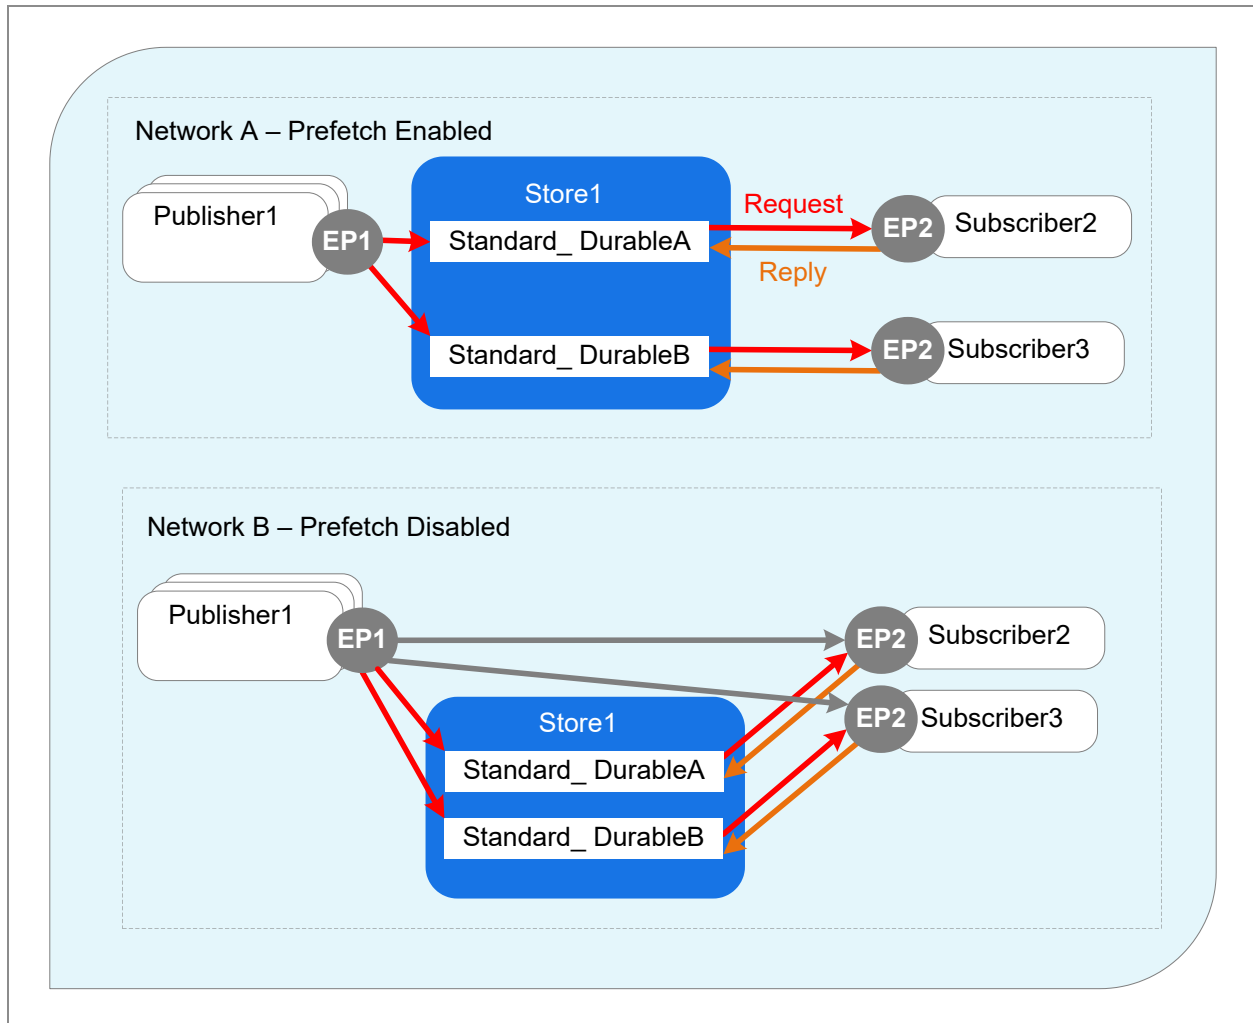 Network A – Prefetch Enabled
Publisher1
EP1
Store1
Standard_ DurableA
Request
Reply
EP2
Subscriber2
Standard_ DurableB
EP2
Subscriber3
Network B – Prefetch Disabled
Publisher1
EP1
EP2
Subscriber2
EP2
Subscriber3
Store1
Standard_ DurableA
Standard_ DurableB